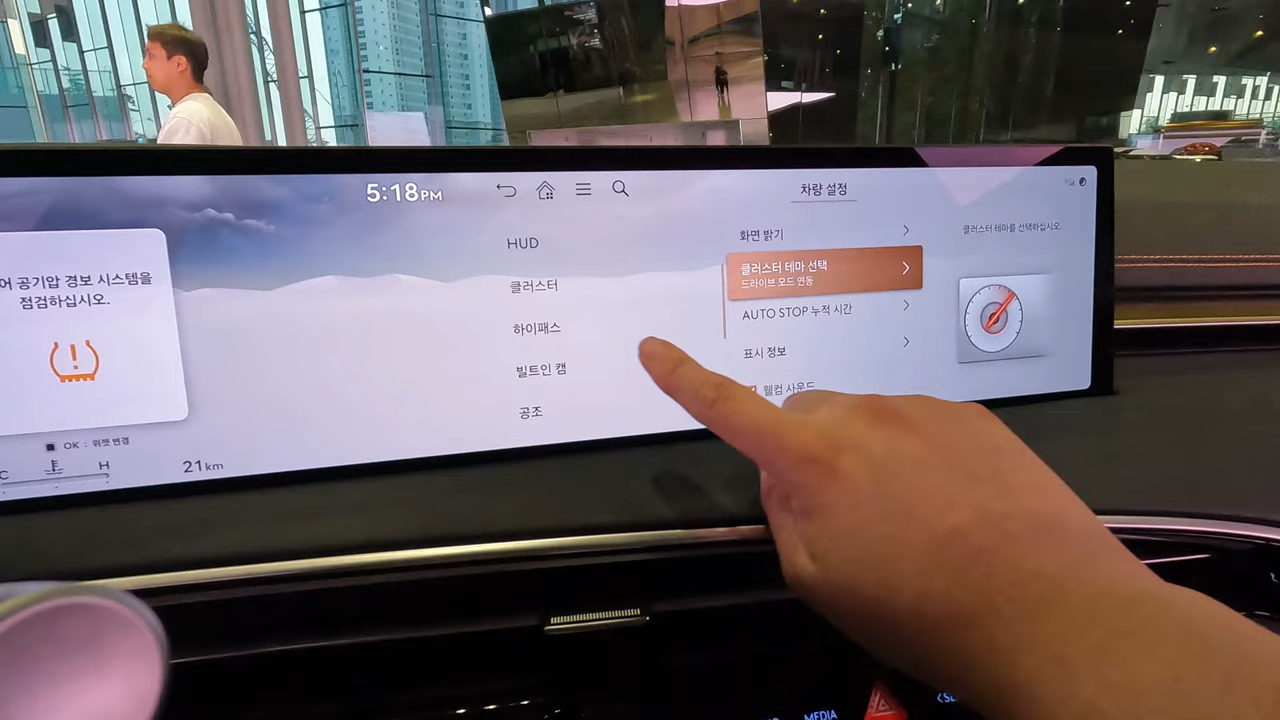 5:18PM
차량 설정
어 공기압 경보 시스템을
점검하십시오.
OK : 위젯 변경
C
H
21km
HUD
클러스터
하이패스
빌트인 캠
공조
화면 밝기
클러스터 테마 선택
드라이브 모드 연동
AUTO STOP 누적 시간
표시 정보
웰컴 사운드
클러스터 테마를 선택하십시오.
MEDIA